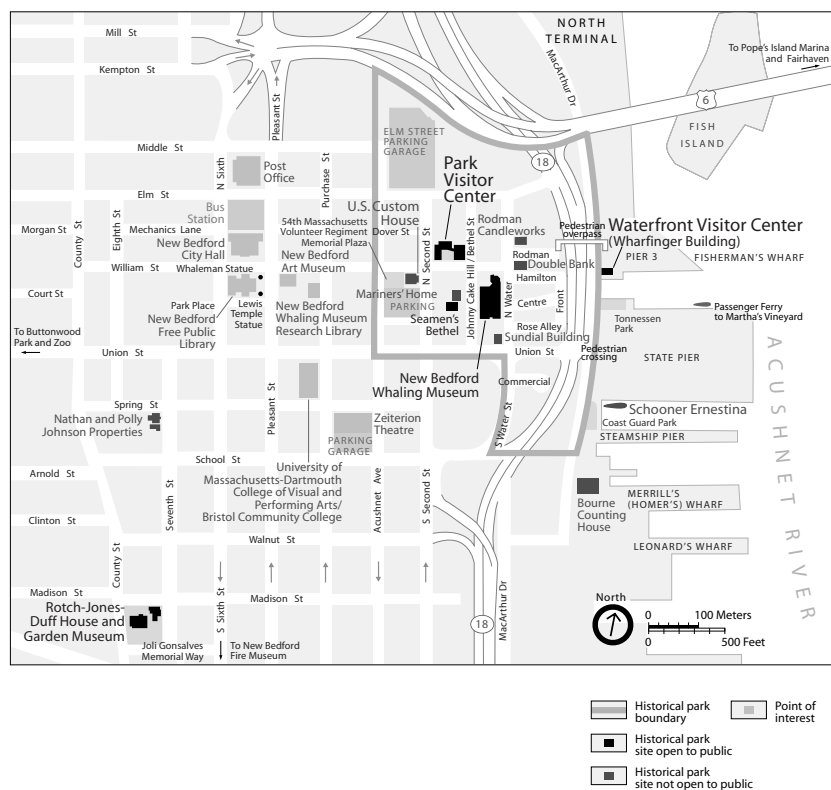 Mill St
Kempton St
NORTH
TERMINAL
MacArthur Dr
To Pope's Island Marina
and Fairhaven
6
FISH
ISLAND
Pleasant St
Middle St
N Sixth
St
Post
Office
Purchase St
ELM STREET
PARKING
GARAGE
18
Park
Visitor
Center
Elm St
Bus
Station
U.S. Custom
House
Morgan St
County St
Eighth St
Mechanics Lane
54th Massachusetts
Volunteer Regiment
Memorial Plaza
Dover St
N Second St
Johnny Cake Hill / Bethel St
Rodman
Candleworks
Pedestrian
overpass
Waterfront Visitor Center
(Wharfinger Building)
PIER 3
FISHERMAN'S WHARF
New Bedford
City Hall
New Bedford
Art Museum
Rodman
Double Bank
William St
Whaleman Statue
Hamilton
Court St
Mariners' Home
PARKING
N Water
Centre
Front
Park Place
New Bedford
Free Public
Library
Lewis
Temple
Statue
New Bedford
Whaling Museum
Research Library
Seamen's
Bethel
Rose Alley
Sundial Building
Tonnessen
Park
Passenger Ferry
to Martha's Vineyard
To Buttonwood
Park and Zoo
Union St
Union St
Pedestrian
crossing
STATE PIER
ACUSHNET RIVER
New Bedford
Whaling Museum
Commercial
Spring St
Nathan and Polly
Johnson Properties
Pleasant St
PARKING
GARAGE
Zeiterion
Theatre
S Water St
Schooner Ernestina
Coast Guard Park
STEAMSHIP PIER
School St
Arnold St
University of
Massachusetts-Dartmouth
College of Visual and
Performing Arts/
Bristol Community College
Seventh St
Acushnet Ave
S Second St
MERRILL'S
(HOMER'S) WHARF
Bourne
Counting
House
Clinton St
Walnut St
LEONARD'S WHARF
County St
Madison St
Madison St
S Sixth St
Rotch-Jones-
Duff House and
Garden Museum
18
MacArthur Dr
North
0 100 Meters
0 500 Feet
Joli Gonsalves
Memorial Way
To New Bedford
Fire Museum
Historical park
boundary
Point of
interest
Historical park
site open to public
Historical park
site not open to public